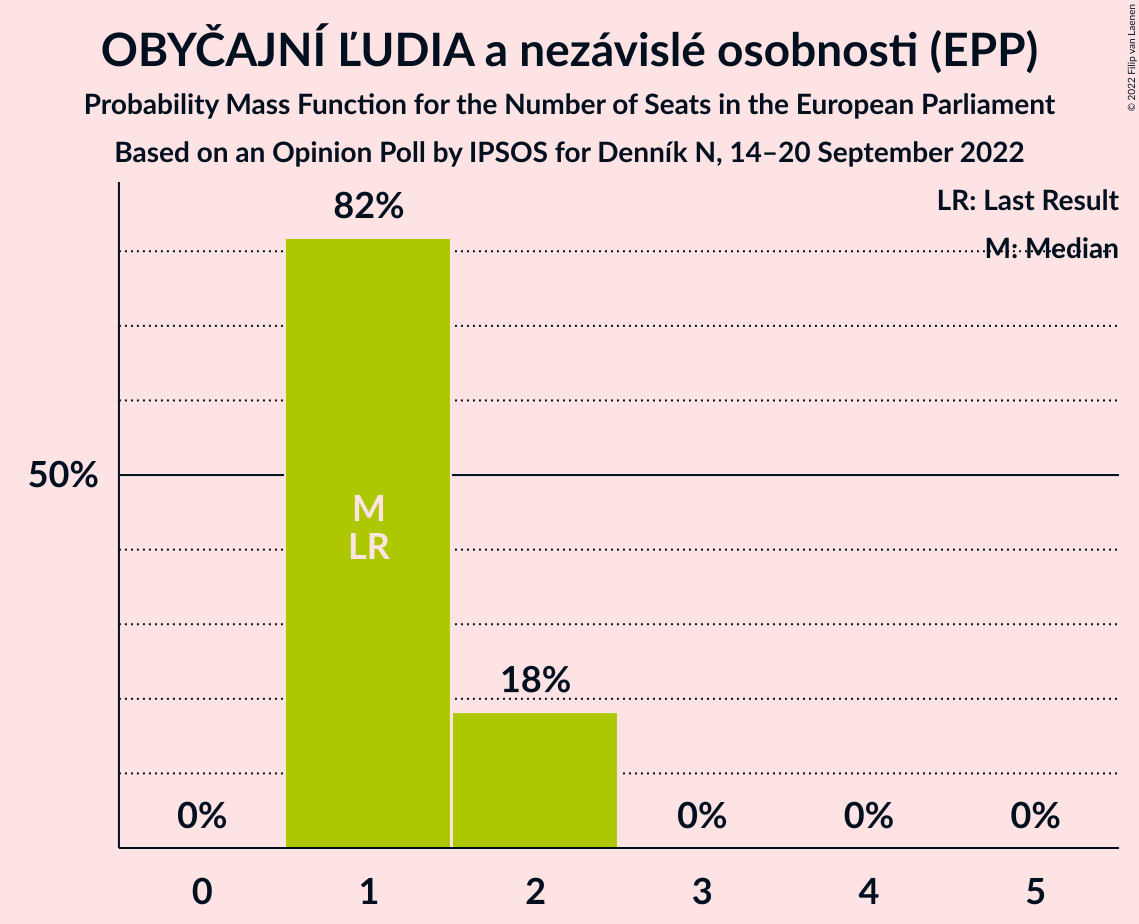 OBYČAJNÍ ĽUDIA a nezávislé osobnosti (EPP)
Probability Mass Function for the Number of Seats in the European Parliament
Based on an Opinion Poll by IPSOS for Denník N, 14–20 September 2022
© 2022 Filip van Laenen
LR: Last Result
M: Median
82%
50%
M
LR
18%
0%
0%
0%
0%
0 1 2 3 4 5